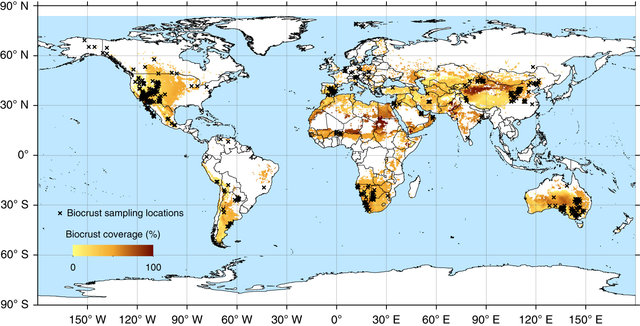 90° N
60° N
30° N
0°
30° S
60° S
90° S
× Biocrust sampling locations
Biocrust coverage (%)
0 100
150° W 120° W 90° W 60° W 30° W 0° 30° E 60° E 90° E 120° E 150° E